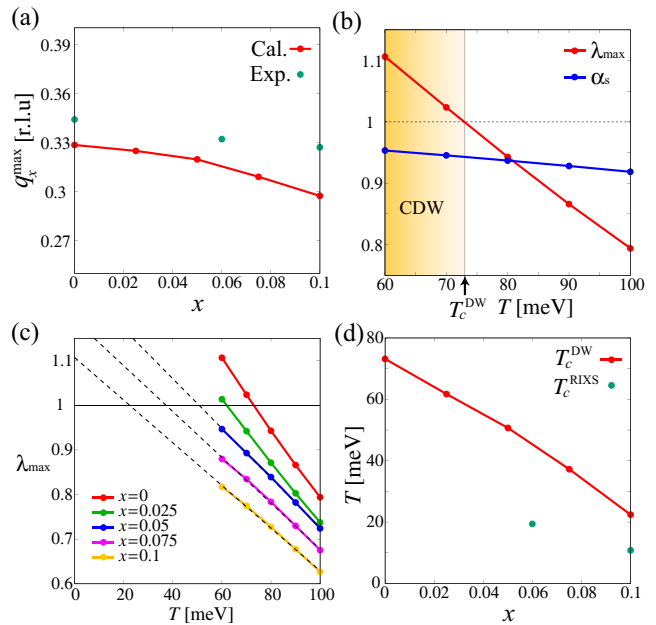 (a)
0.39
0.36
0.33
0.3
0.27
q_x^max [r.l.u]
Cal.
Exp.
0 0.02 0.04 0.06 0.08 0.1
x
(b)
1.1
1
0.9
0.8
λmax
αs
CDW
60 70 80 90 100
T_c^DW T [meV]
(c)
1.1
1
0.9
0.8
0.7
0.6
λmax
x=0
x=0.025
x=0.05
x=0.075
x=0.1
0 20 40 60 80 100
T [meV]
(d)
80
60
40
20
0
T [meV]
T_c^DW
T_c^RIXS
0 0.02 0.04 0.06 0.08 0.1
x